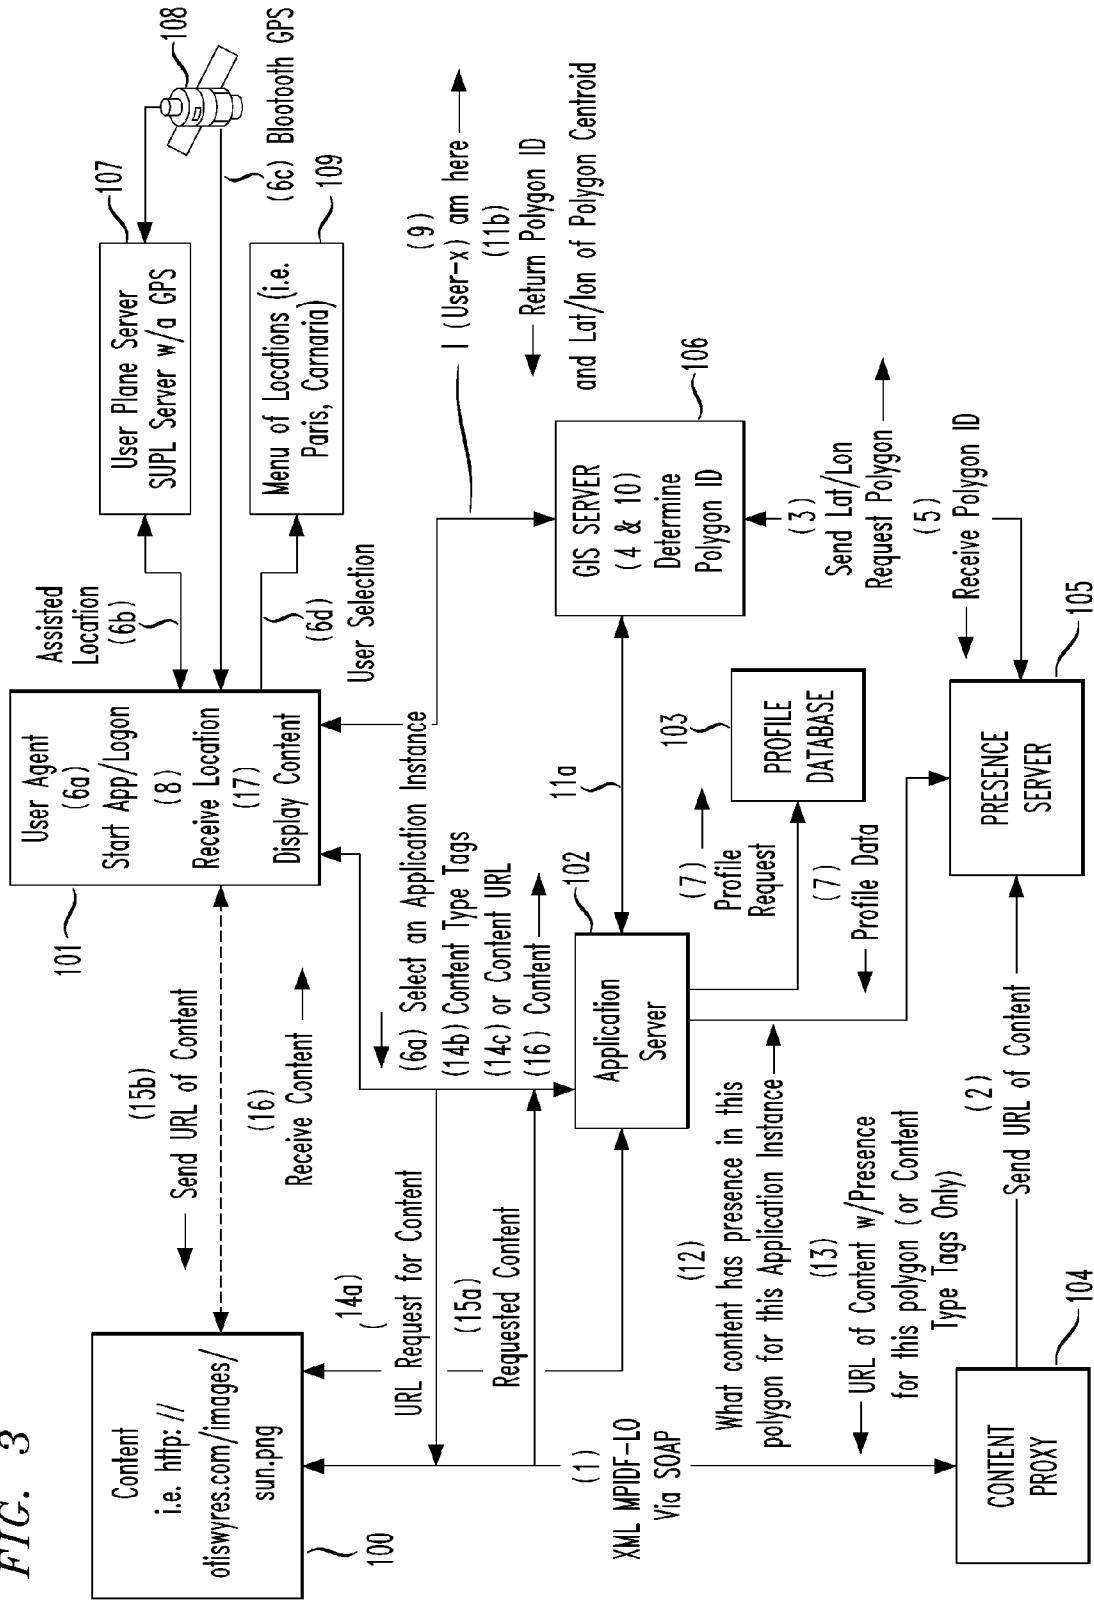 FIG. 3
108
107
(6c) Blootooth GPS
109
User Plane Server
SUPL Server w/a GPS
Menu of Locations (i.e.
Paris, Carnaria)
Assisted
Location
(6b)
(6d)
User Selection
User Agent
(6a)
Start App/Logon
(8)
Receive Location
(17)
Display Content
101
(9)
I (User-x) am here
(11b)
Return Polygon ID
and Lat/lon of Polygon Centroid
106
GIS SERVER
(4 & 10)
Determine
Polygon ID
(3)
Send Lat/Lon
Request Polygon
(5)
Receive Polygon ID
105
PRESENCE
SERVER
11a
103
PROFILE
DATABASE
(7)
Profile
Request
(7)
Profile Data
102
Application
Server
(6a) Select an Application Instance
(14b) Content Type Tags
(14c) or Content URL
(16) Content
(15b)
Send URL of Content
(16)
Receive Content
(14a)
URL Request for Content
(15a)
Requested Content
Content
i.e. http: //
otiswyres.com/images/
sun.png
100
(1)
XML MPIDF-LO
Via SOAP
(12)
What content has presence in this
polygon for this Application Instance
(13)
URL of Content w/Presence
for this polygon (or Content
Type Tags Only)
(2)
Send URL of Content
104
CONTENT
PROXY